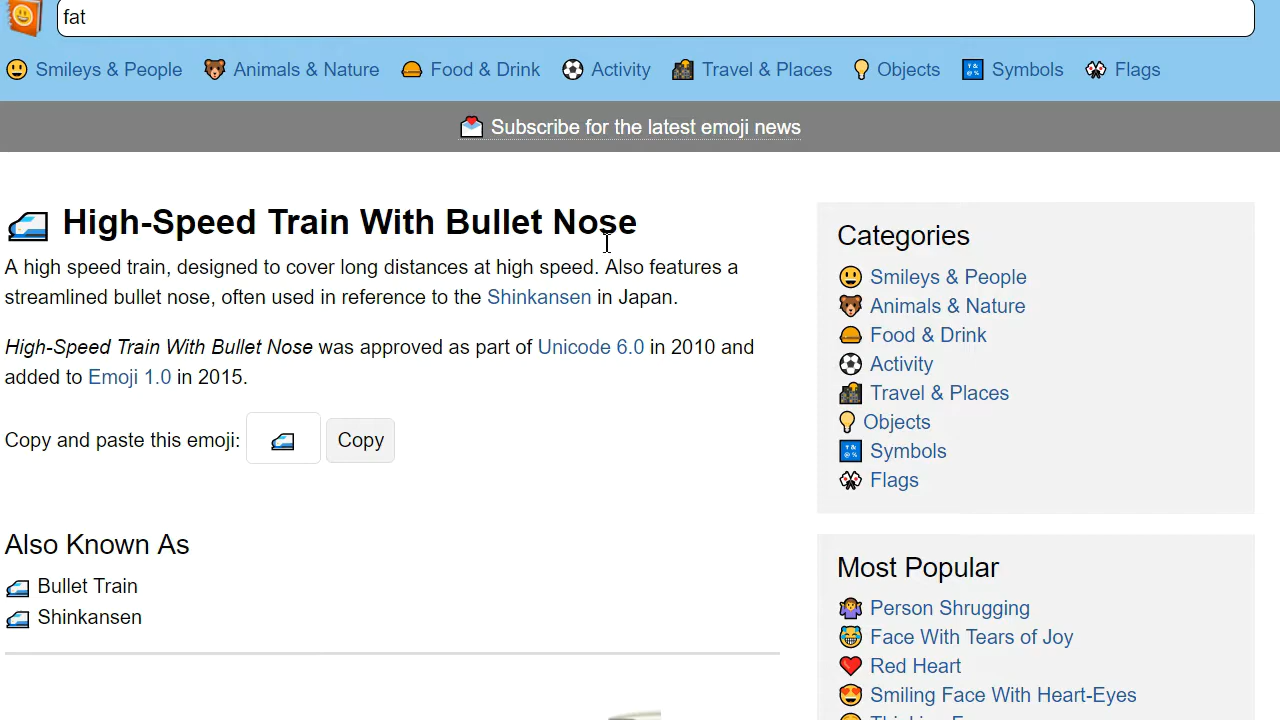 fat
Smileys & People Animals & Nature Food & Drink Activity Travel & Places Objects Symbols Flags
Subscribe for the latest emoji news
High-Speed Train With Bullet Nose
A high speed train, designed to cover long distances at high speed. Also features a
streamlined bullet nose, often used in reference to the Shinkansen in Japan.
High-Speed Train With Bullet Nose was approved as part of Unicode 6.0 in 2010 and
added to Emoji 1.0 in 2015.
Copy and paste this emoji: Copy
Also Known As
Bullet Train
Shinkansen
Categories
Smileys & People
Animals & Nature
Food & Drink
Activity
Travel & Places
Objects
Symbols
Flags
Most Popular
Person Shrugging
Face With Tears of Joy
Red Heart
Smiling Face With Heart-Eyes